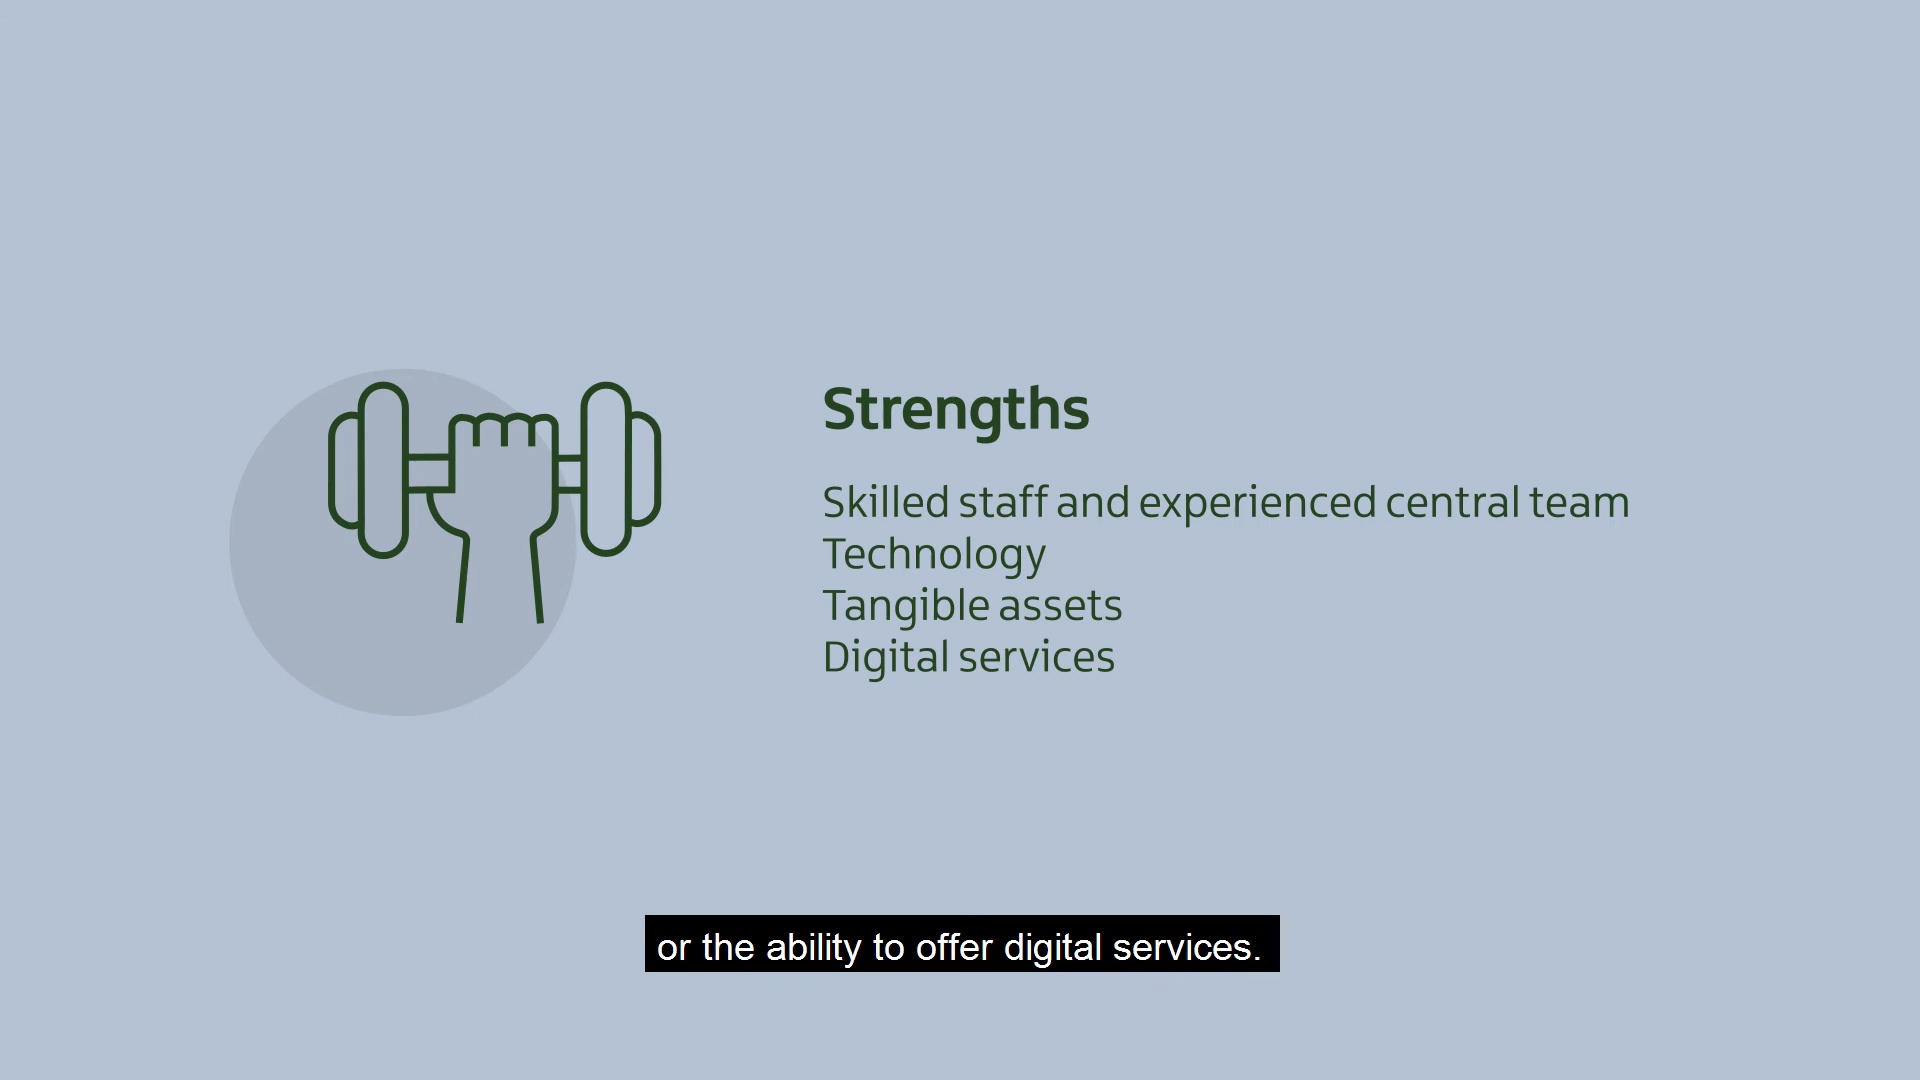 Strengths
Skilled staff and experienced central team
Technology
Tangible assets
Digital services
or the ability to offer digital services.